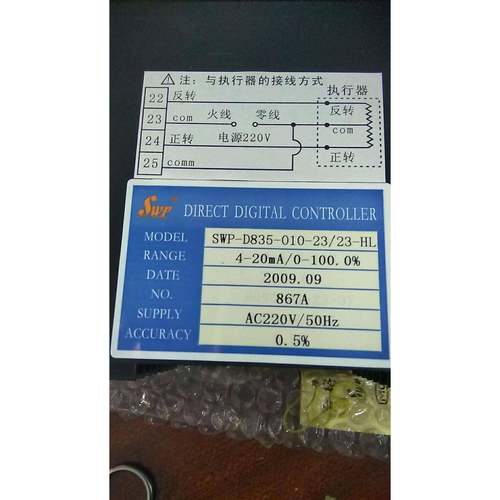 注：与执行器的接线方式
22 反转 执行器
23 com 火线 零线 反转
com
24 正转 电源220V
正转
25 comm
SWP DIRECT DIGITAL CONTROLLER
MODEL SWP-D835-010-23/23-HL
RANGE 4-20mA/0-100.0%
DATE 2009.09
NO. 867A
SUPPLY AC220V/50Hz
ACCURACY 0.5%